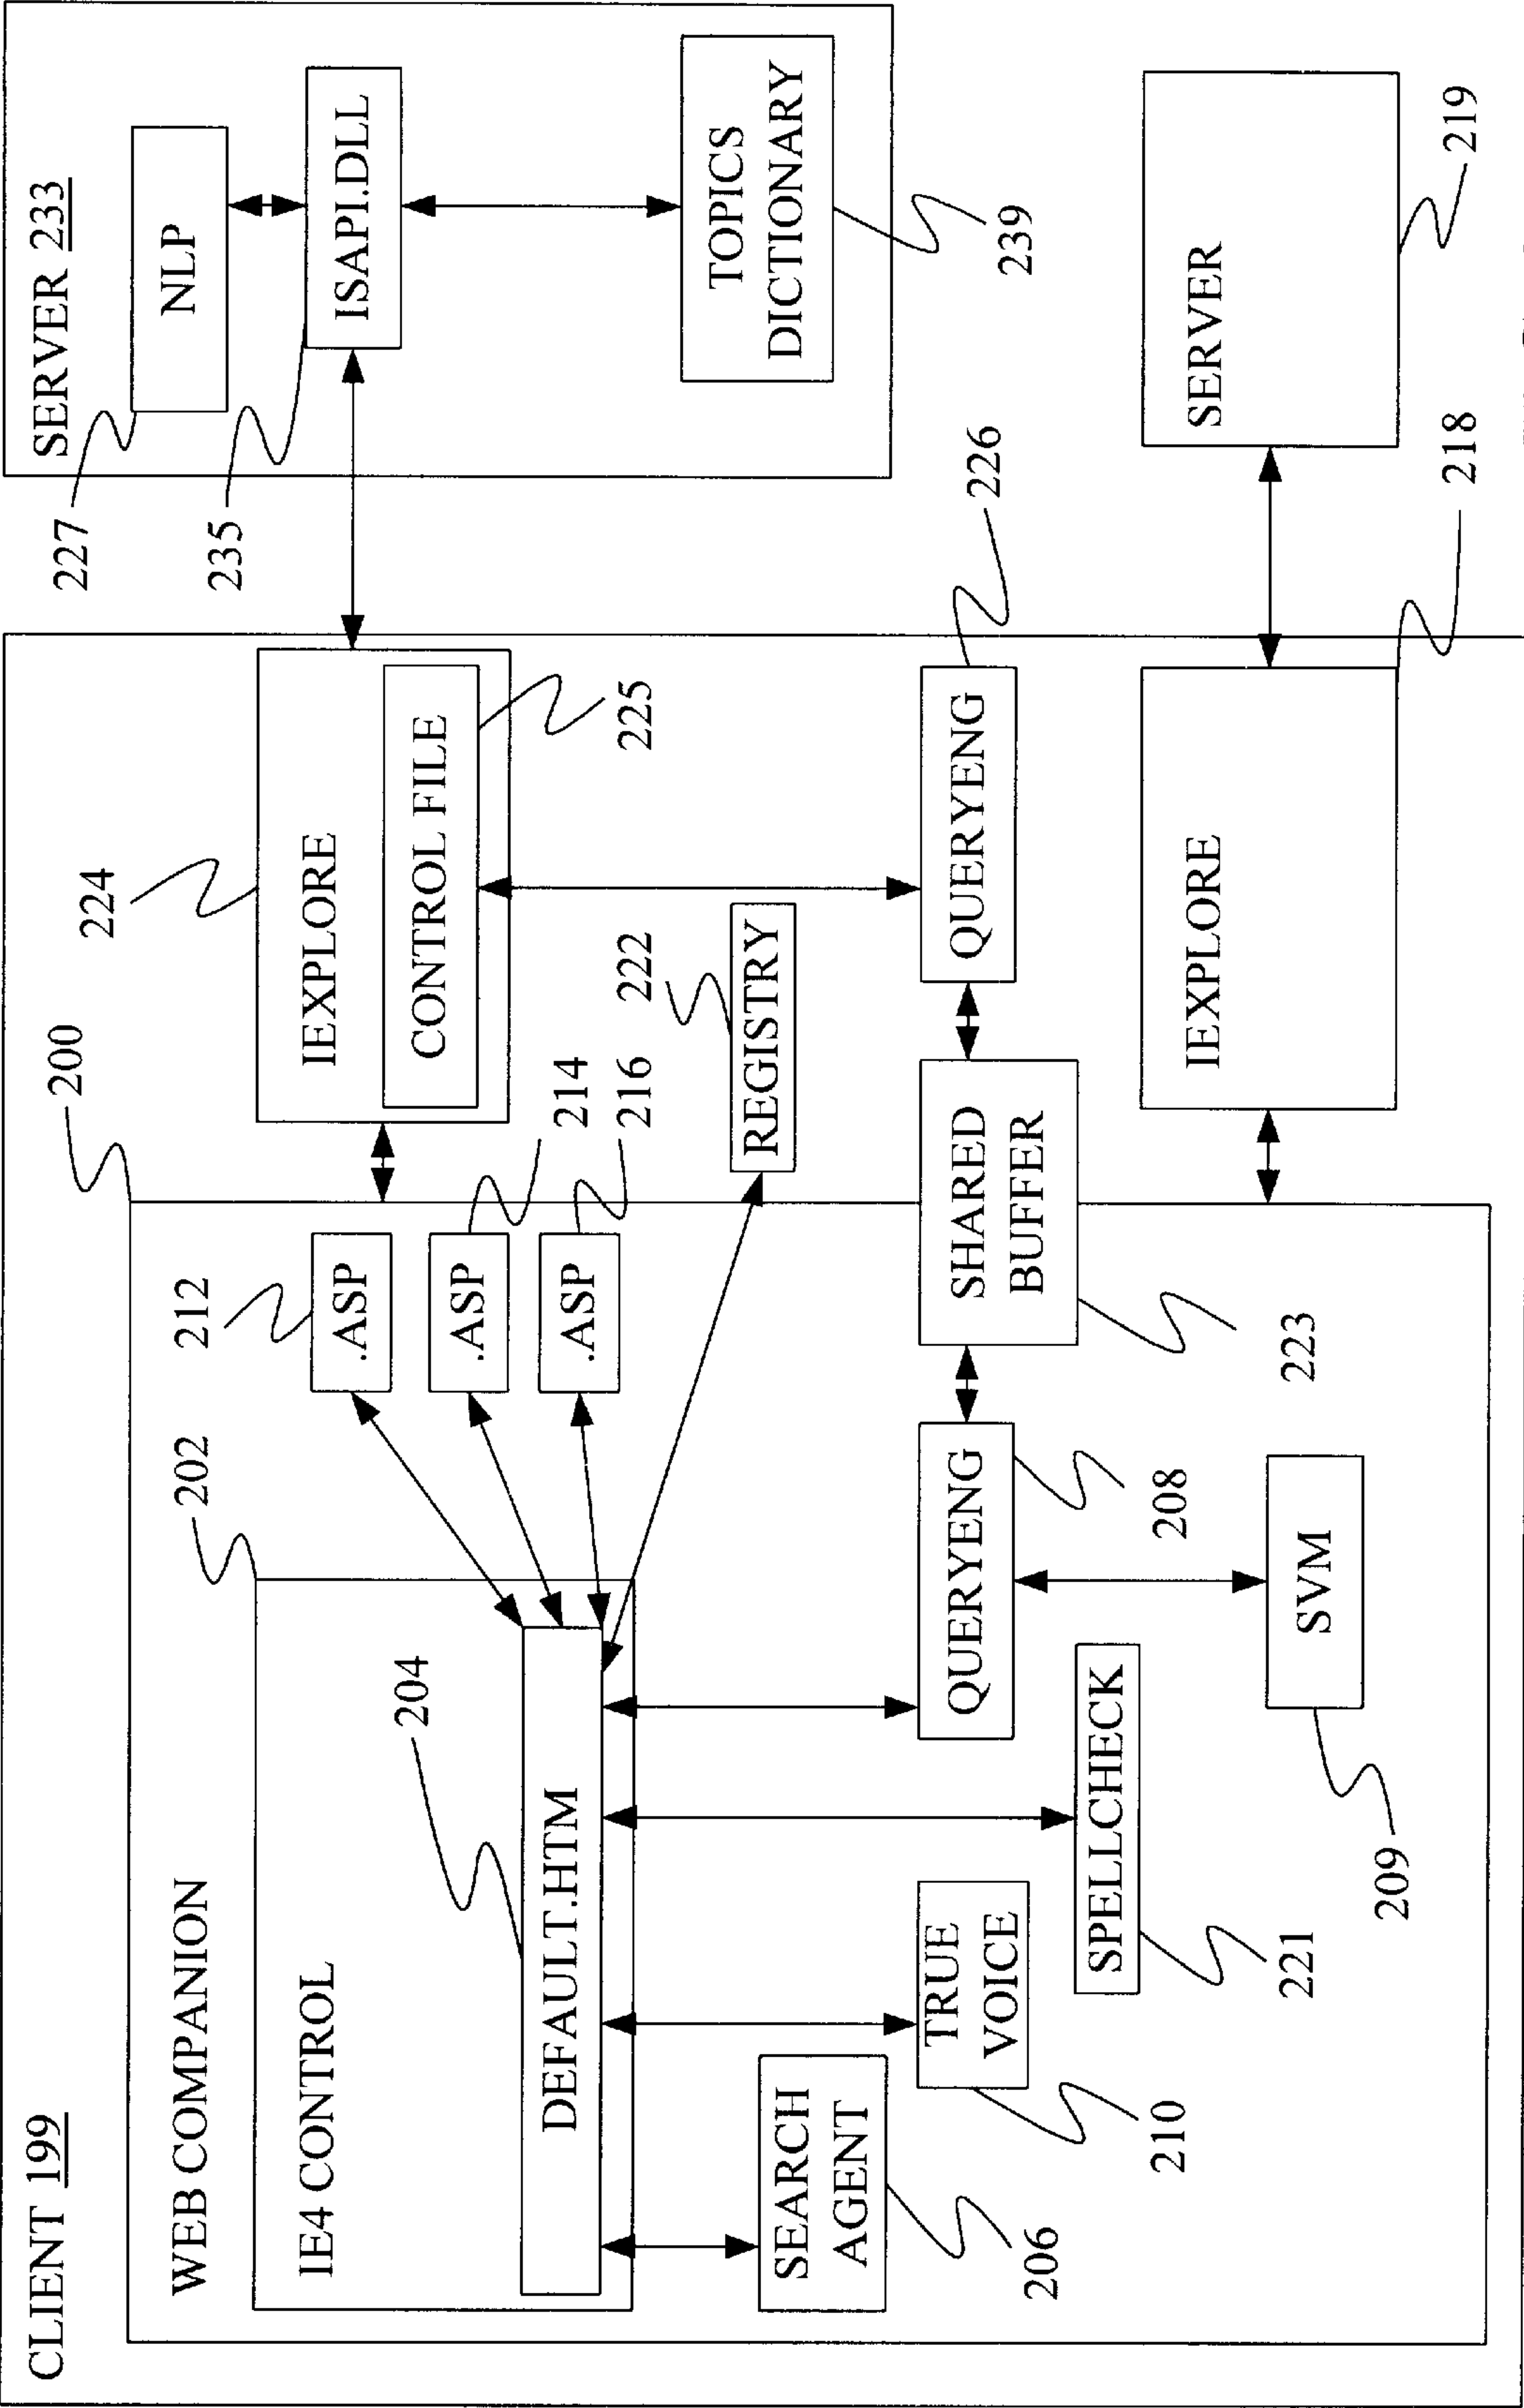 CLIENT 199
WEB COMPANION
200
202
IE4 CONTROL
204
DEFAULT.HTM
212
.ASP
.ASP
214
.ASP
216
224
IEXPLORE
CONTROL FILE
225
222
REGISTRY
SEARCH
AGENT
206
TRUE
VOICE
210
SPELLCHECK
221
QUERYENG
208
SVM
209
SHARED
BUFFER
223
QUERYENG
226
IEXPLORE
218
SERVER 233
227
NLP
235
ISAPI.DLL
TOPICS
DICTIONARY
239
SERVER
219